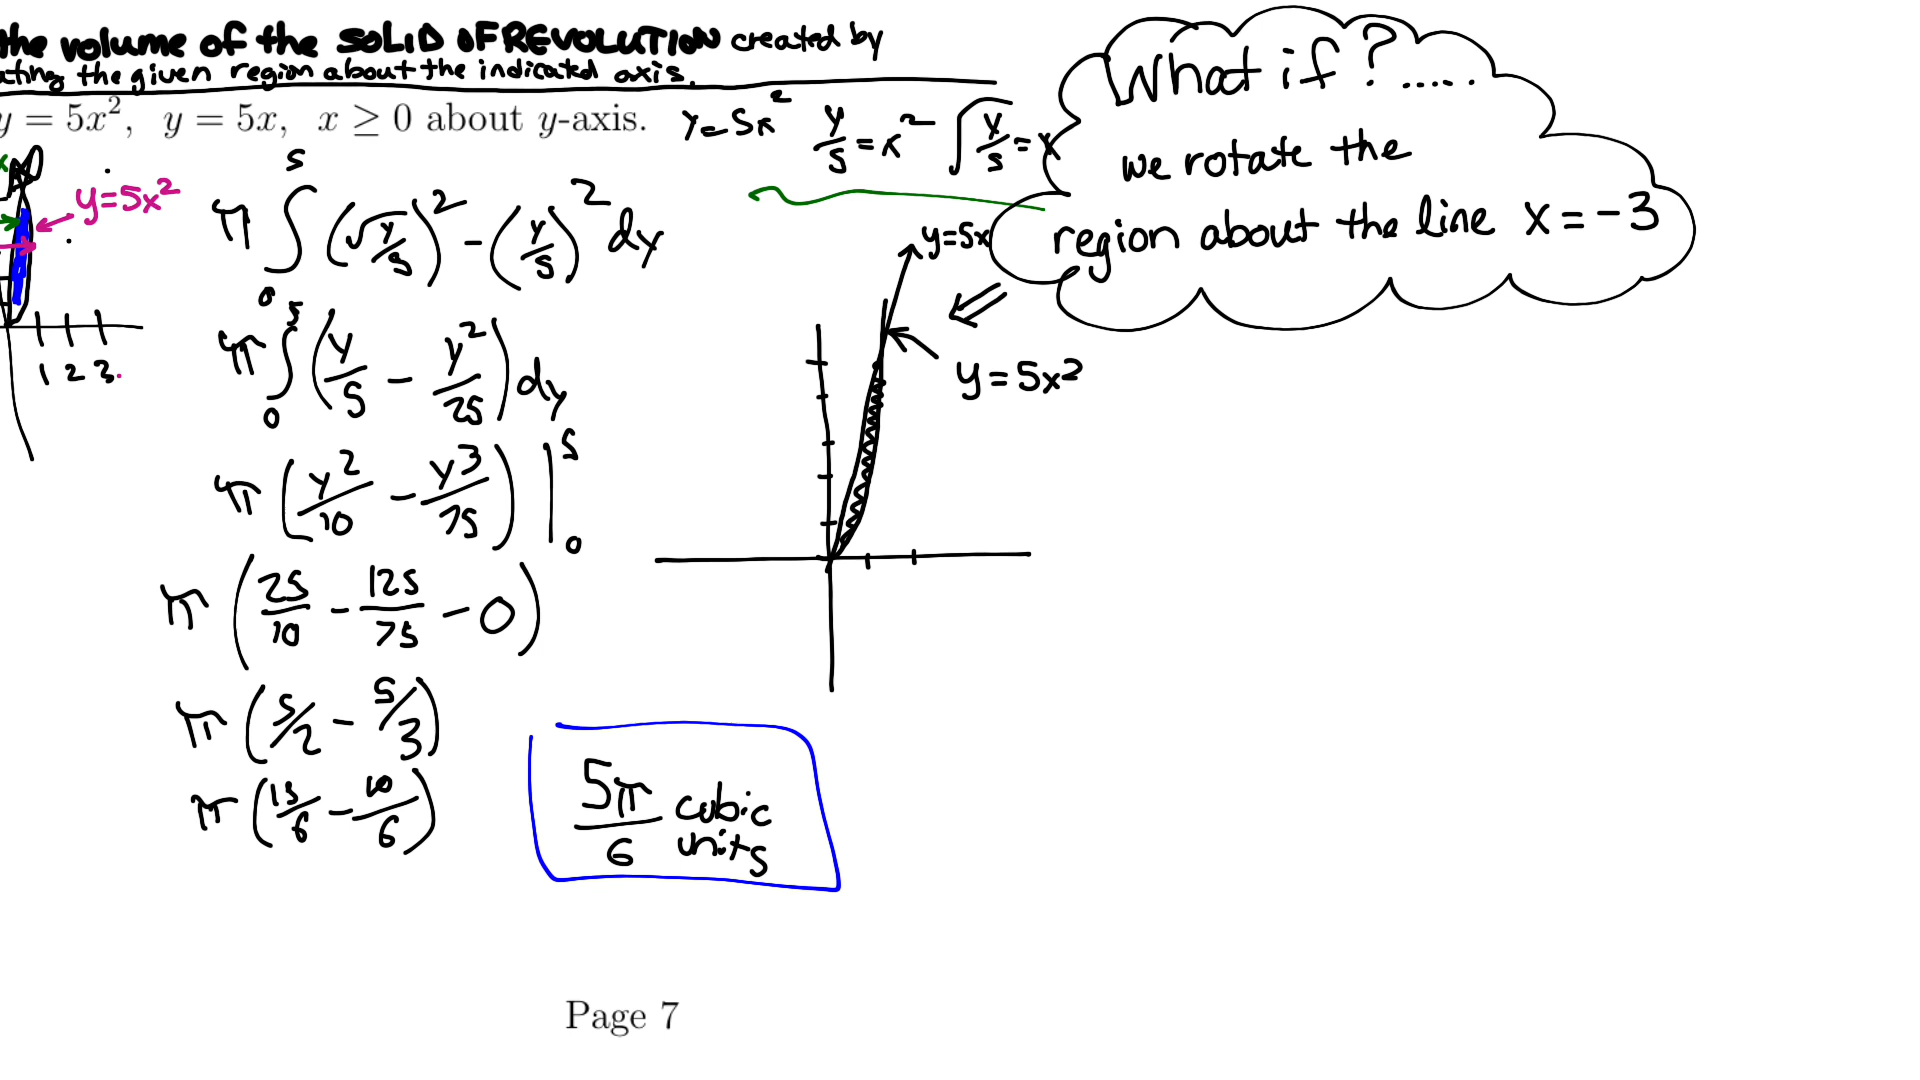 the volume of the SOLID OF REVOLUTION created by
ating the given region about the indicated axis.
y = 5x², y = 5x, x ≥ 0 about y-axis. y=5x² y/5=x² √(y/5)=x
y=5x²
1 2 3
π ∫₀⁵ (√(y/5))² - (y/5)² dy
π ∫₀⁵ (y/5 - y²/25) dy
π (y²/10 - y³/75) |₀⁵
π (25/10 - 125/75 - 0)
π (5/2 - 5/3)
π (15/6 - 10/6)
5π/6 cubic units
What if?.....
we rotate the
region about the line x = -3
y=5x
y=5x²
Page 7